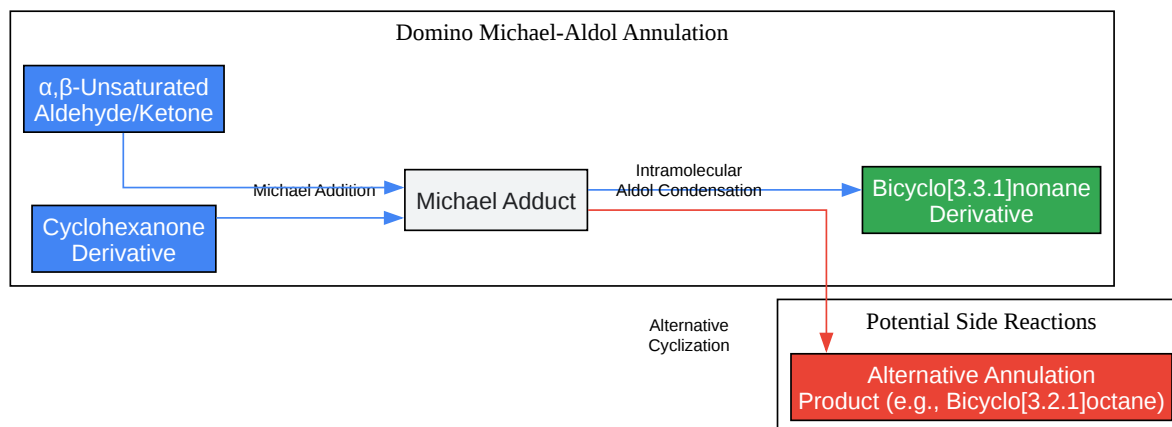 Domino Michael-Aldol Annulation
α,β-Unsaturated
Aldehyde/Ketone
Michael Addition
Cyclohexanone
Derivative
Michael Adduct
Intramolecular
Aldol Condensation
Bicyclo[3.3.1]nonane
Derivative
Alternative
Cyclization
Potential Side Reactions
Alternative Annulation
Product (e.g., Bicyclo[3.2.1]octane)